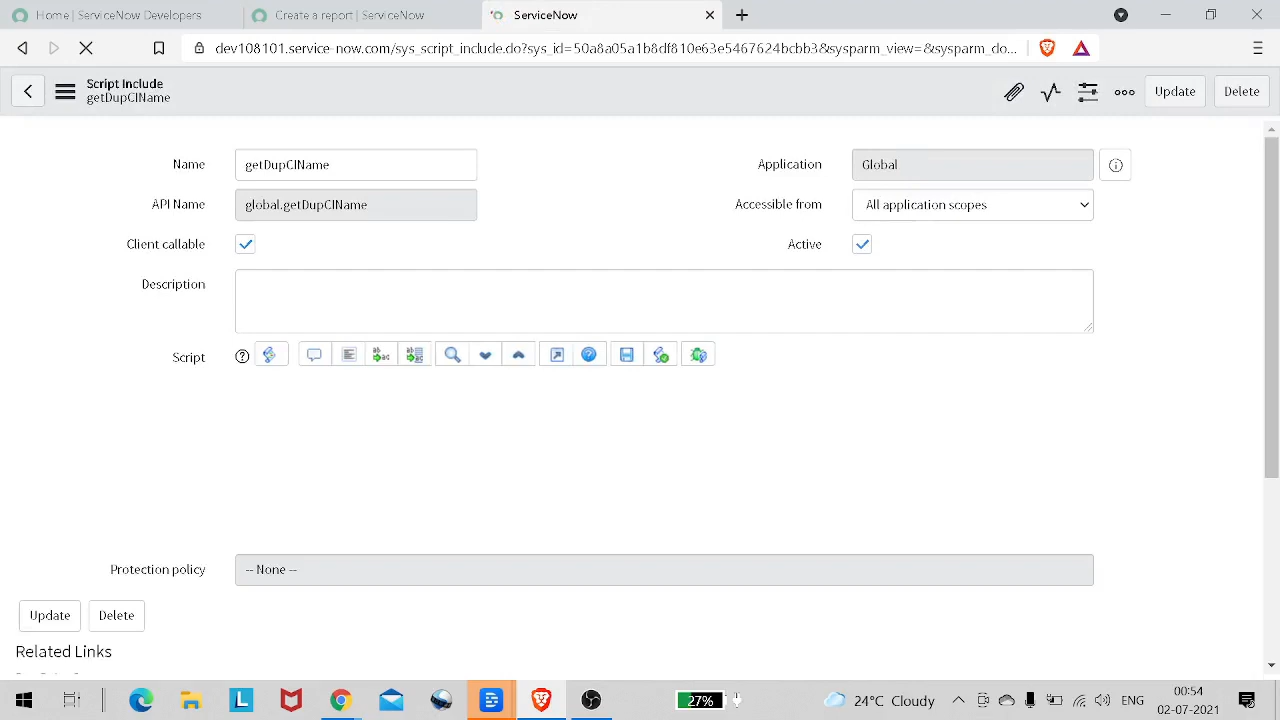 Home | ServiceNow Developers
Create a report | ServiceNow
ServiceNow
dev108101.service-now.com/sys_script_include.do?sys_id=50a8a05a1b8df810e63e5467624bcbb3&sysparm_view=&sysparm_do...
Script Include
getDupCIName
Update
Delete
Name
getDupCIName
Application
Global
API Name
global.getDupCIName
Accessible from
All application scopes
Client callable
Active
Description
Script
Protection policy
-- None --
Update
Delete
Related Links
27%
24°C Cloudy
ENG
00:54
02-07-2021